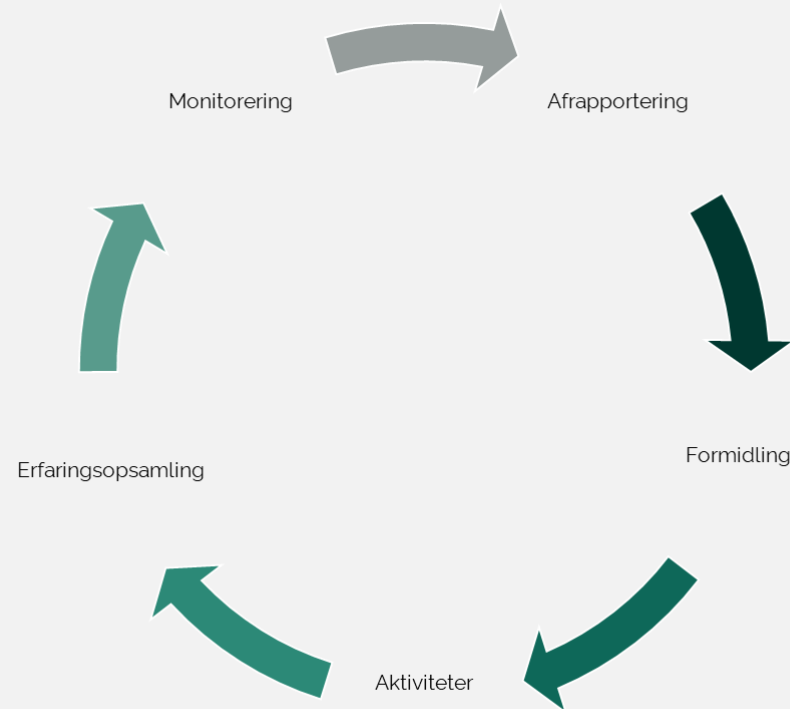 Monitorering
Afrapportering
Formidling
Erfaringsopsamling
Aktiviteter